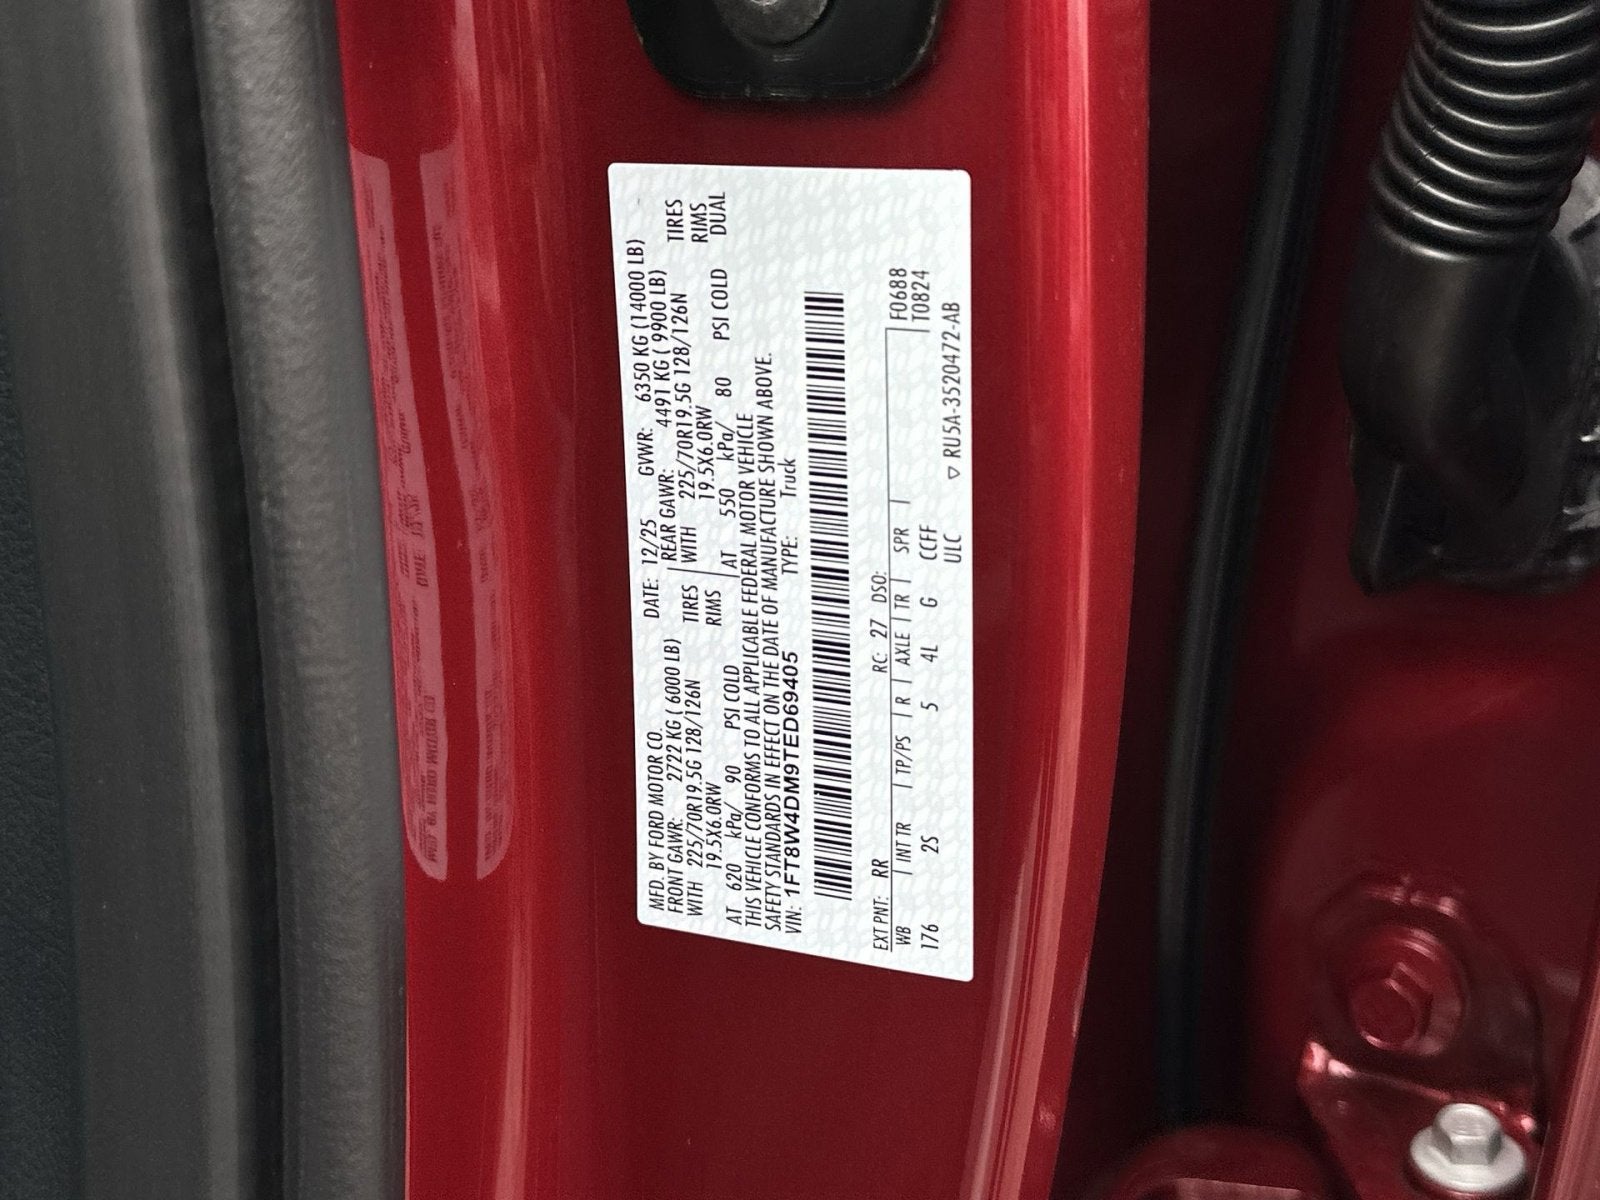 MFD. BY FORD MOTOR CO.
DATE: 12/25 GVWR: 6350 KG (14000 LB)
FRONT GAWR: 2722 KG ( 6000 LB)
REAR GAWR: 4491 KG ( 9900 LB)
WITH 225/70R19.5G 128/126N TIRES
WITH 225/70R19.5G 128/126N TIRES
19.5X6.0RW RIMS
19.5X6.0RW RIMS
AT 620 kPa/ 90 PSI COLD
AT 550 kPa/ 80 PSI COLD DUAL
THIS VEHICLE CONFORMS TO ALL APPLICABLE FEDERAL MOTOR VEHICLE
SAFETY STANDARDS IN EFFECT ON THE DATE OF MANUFACTURE SHOWN ABOVE.
VIN: 1FT8W4DM9TED69405 TYPE: Truck
EXT PNT: RR RC: 27 DSO:
F0688
WB | INT TR | TP/PS | R | AXLE | TR | SPR |
T0824
176 2S 5 4L G CCFF
ULC ▽ RU5A-3520472-AB